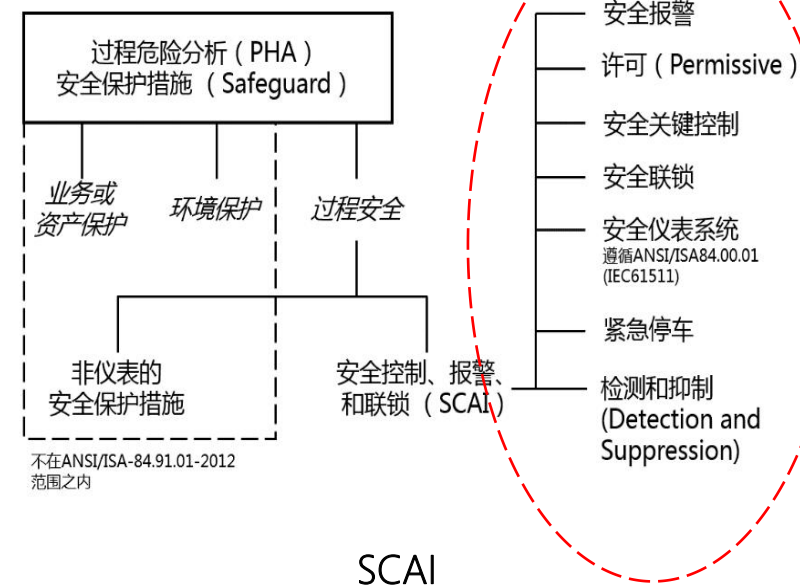 过程危险分析（PHA）
安全保护措施 （Safeguard）
业务或
资产保护
环境保护
过程安全
非仪表的
安全保护措施
安全控制、报警、
和联锁 （SCAI）
不在ANSI/ISA-84.91.01-2012
范围之内
安全报警
许可（Permissive）
安全关键控制
安全联锁
安全仪表系统
遵循ANSI/ISA84.00.01
(IEC61511)
紧急停车
检测和抑制
(Detection and
Suppression)
SCAI